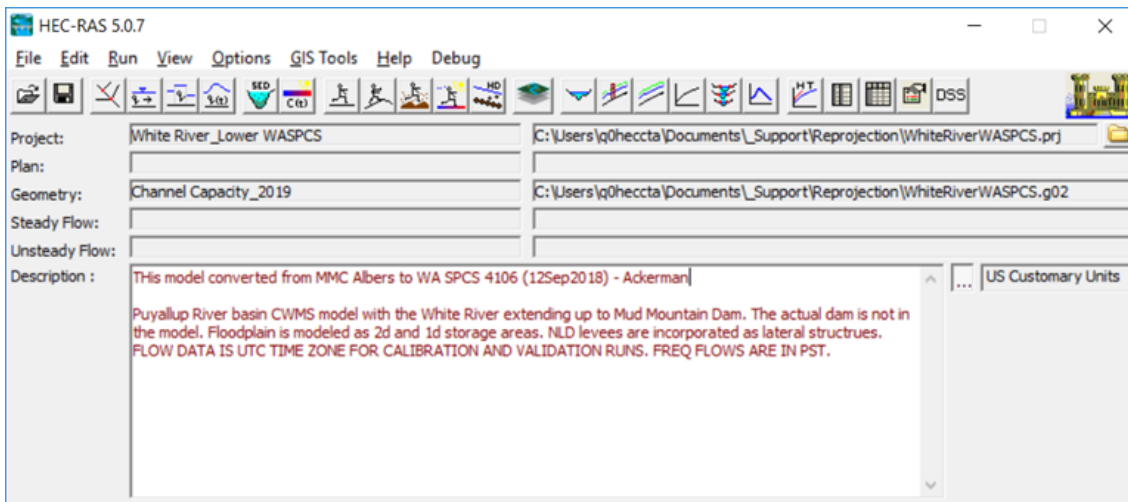 HEC-RAS 5.0.7
File Edit Run View Options GIS Tools Help Debug
SED C(t) HD HT DSS
Project: White River_Lower WASPCS C:\Users\q0heccta\Documents\_Support\Reprojection\WhiteRiverWASPCS.prj
Plan:
Geometry: Channel Capacity_2019 C:\Users\q0heccta\Documents\_Support\Reprojection\WhiteRiverWASPCS.g02
Steady Flow:
Unsteady Flow:
Description : THis model converted from MMC Albers to WA SPCS 4106 (12Sep2018) - Ackerman ... US Customary Units
Puyallup River basin CWMS model with the White River extending up to Mud Mountain Dam. The actual dam is not in
the model. Floodplain is modeled as 2d and 1d storage areas. NLD levees are incorporated as lateral structrues.
FLOW DATA IS UTC TIME ZONE FOR CALIBRATION AND VALIDATION RUNS. FREQ FLOWS ARE IN PST.